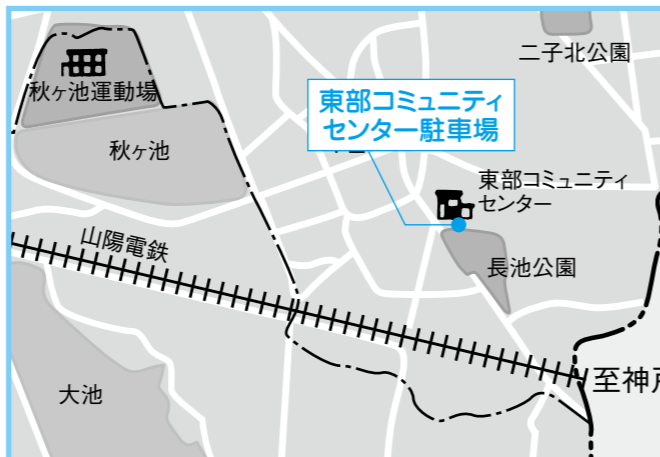 二子北公園
秋ヶ池運動場
東部コミュニティ
センター駐車場
秋ヶ池
東部コミュニティ
センター
山陽電鉄
長池公園
至神戸
大池